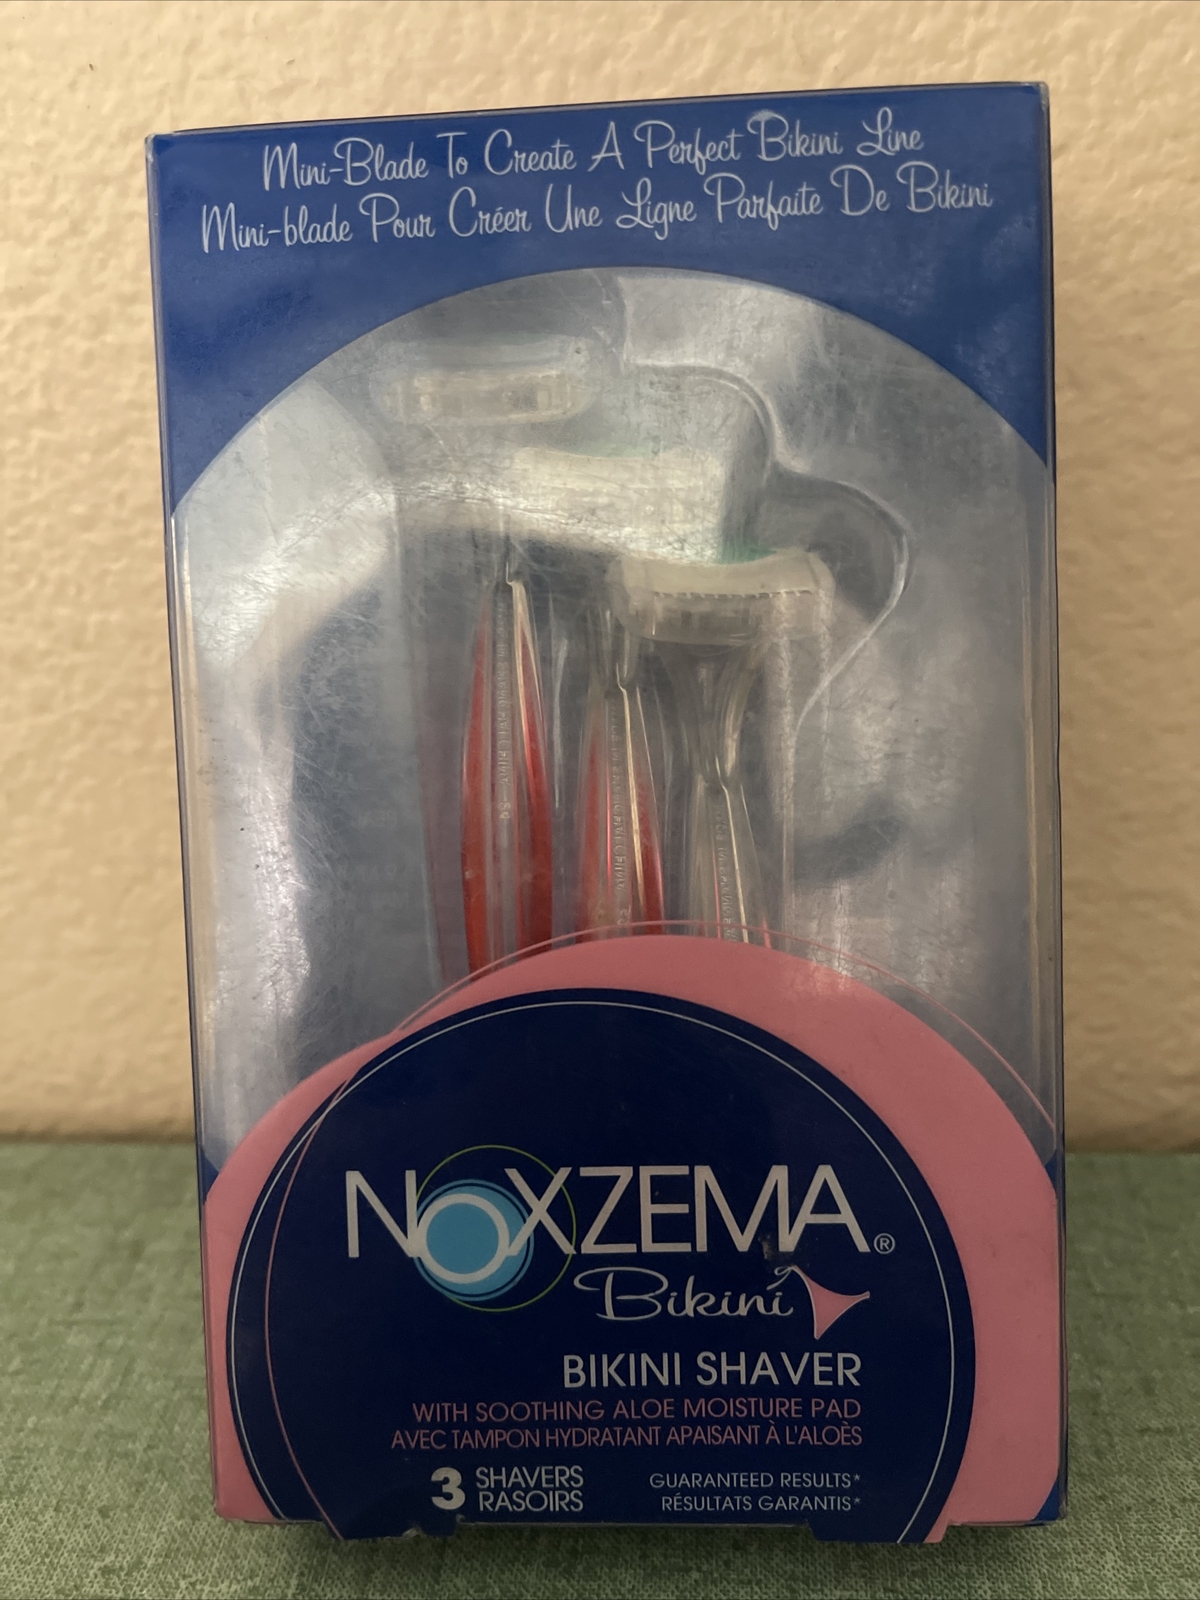 Mini-Blade To Create A Perfect Bikini Line
Mini-blade Pour Créer Une Ligne Parfaite De Bikini
NOXZEMA®
Bikini
BIKINI SHAVER
WITH SOOTHING ALOE MOISTURE PAD
AVEC TAMPON HYDRATANT APAISANT À L'ALOÈS
3 SHAVERS
RASOIRS
GUARANTEED RESULTS*
RÉSULTATS GARANTIS*